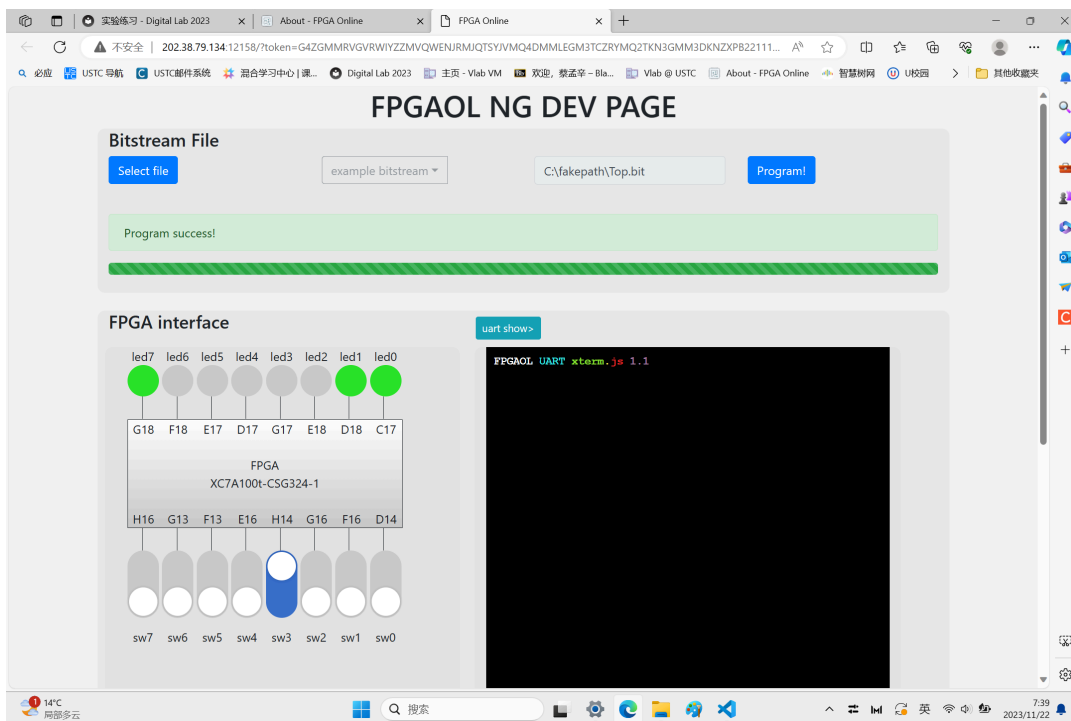 实验练习 - Digital Lab 2023
About - FPGA Online
FPGA Online
不安全 | 202.38.79.134:12158/?token=G4ZGMMRVGVRWIYZZMVQWENJRMJQTSYJVMQ4DMMLEGM3TCZRYMQ2TKN3GMM3DKNZXPB22111...
必应
USTC 导航
USTC邮件系统
混合学习中心 | 课...
Digital Lab 2023
主页 - Vlab VM
欢迎, 蔡孟辛 – Bla...
Vlab @ USTC
About - FPGA Online
智慧树网
U校园
其他收藏夹
FPGAOL NG DEV PAGE
Bitstream File
Select file
example bitstream
C:\fakepath\Top.bit
Program!
Program success!
FPGA interface
uart show>
led7 led6 led5 led4 led3 led2 led1 led0
G18 F18 E17 D17 G17 E18 D18 C17
FPGA
XC7A100t-CSG324-1
H16 G13 F13 E16 H14 G16 F16 D14
sw7 sw6 sw5 sw4 sw3 sw2 sw1 sw0
FPGAOL UART xterm.js 1.1
1
14°C
局部多云
搜索
英
7:39
2023/11/22